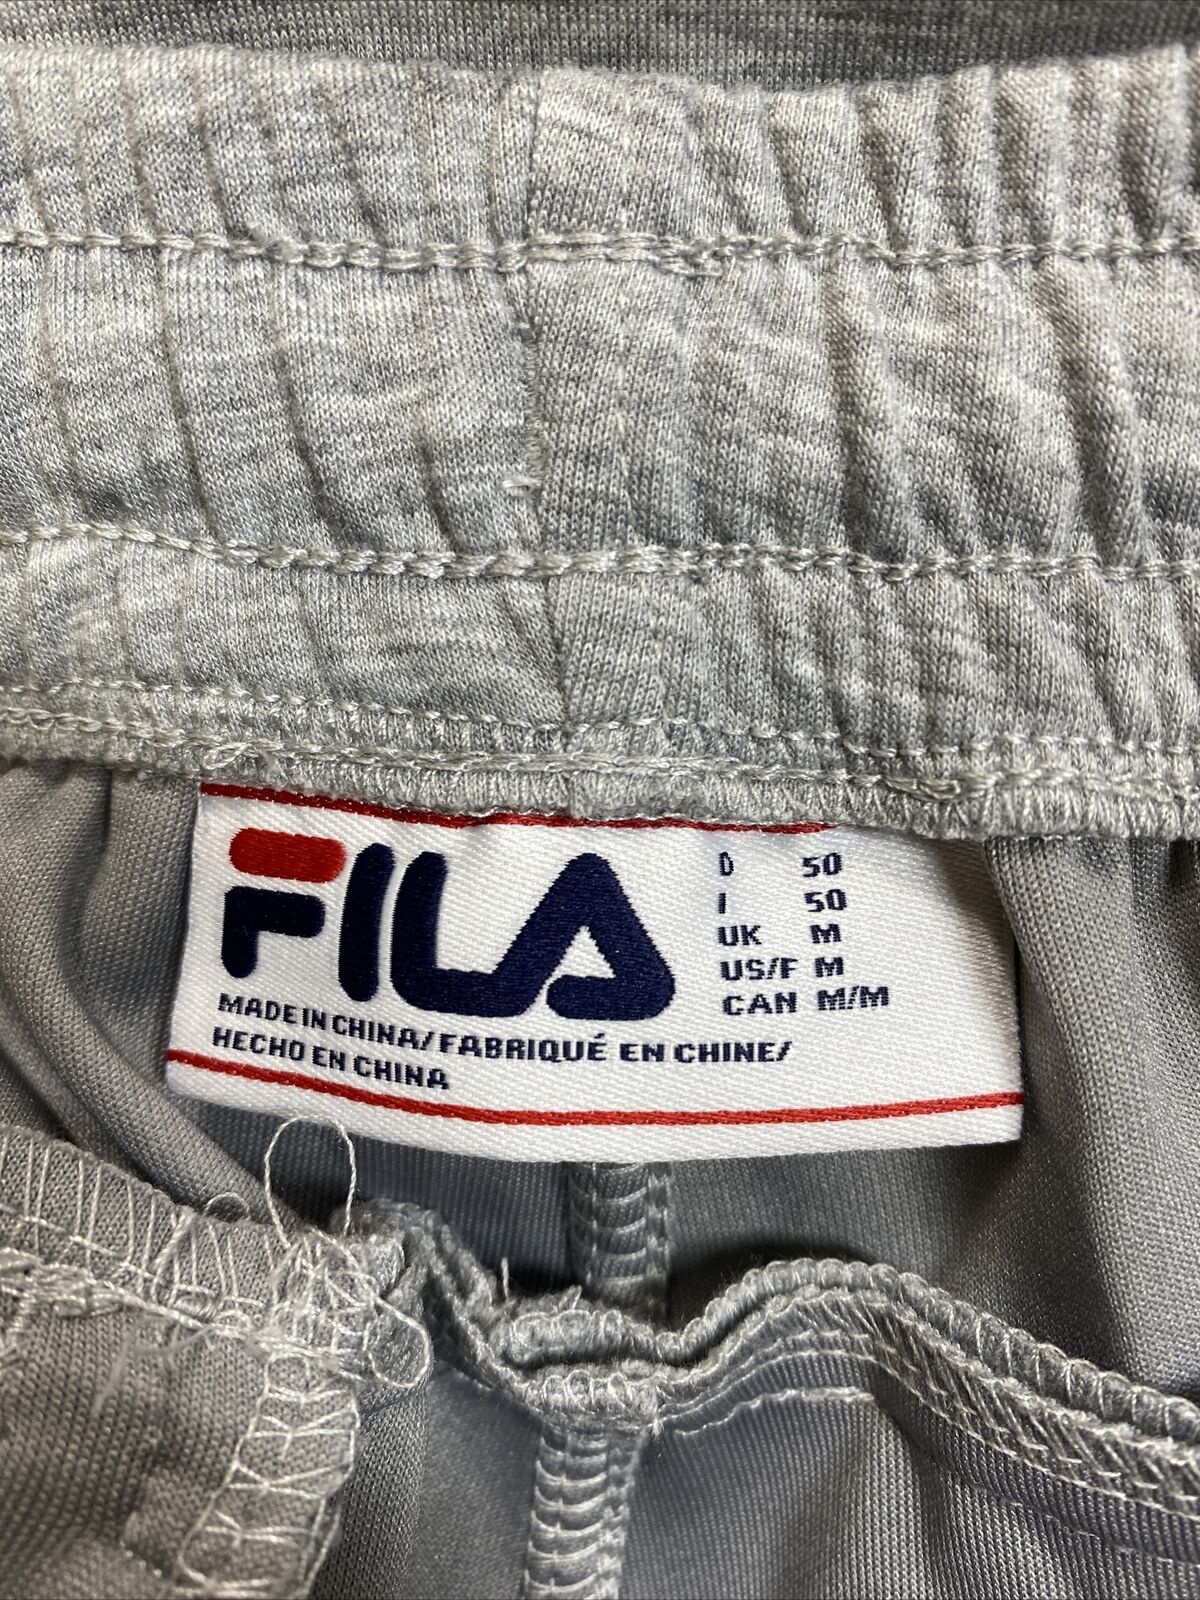 FILA
D 50
I 50
UK M
US/F M
CAN M/M
MADE IN CHINA/FABRIQUÉ EN CHINE/
HECHO EN CHINA